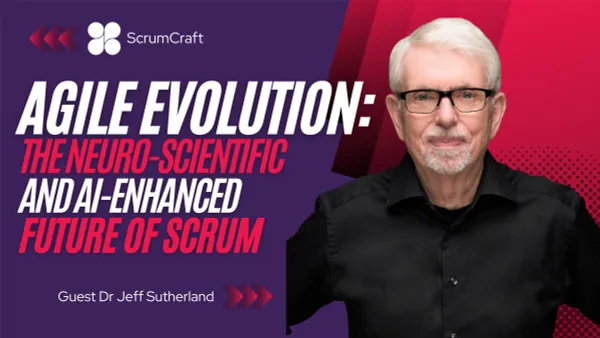 ScrumCraft
AGILE EVOLUTION:
THE NEURO-SCIENTIFIC
AND AI-ENHANCED
FUTURE OF SCRUM
Guest Dr Jeff Sutherland